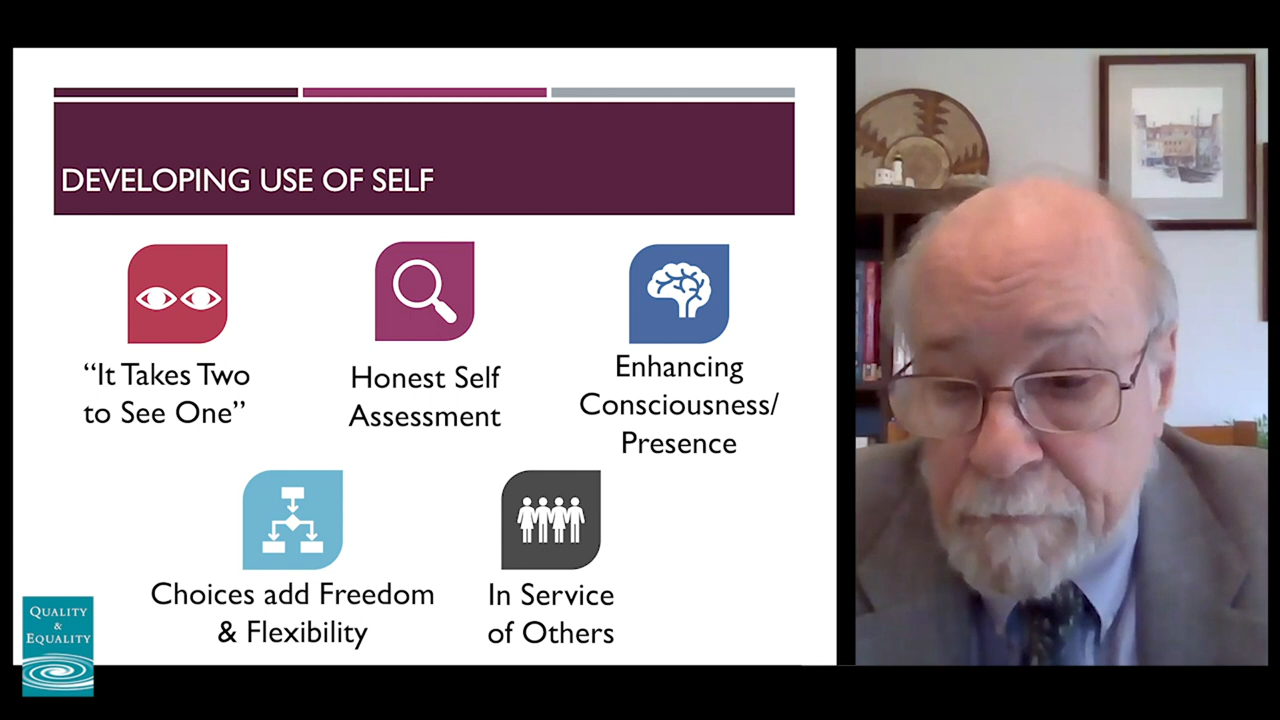 DEVELOPING USE OF SELF
“It Takes Two
to See One”
Honest Self
Assessment
Enhancing
Consciousness/
Presence
Choices add Freedom
& Flexibility
In Service
of Others
QUALITY
&
EQUALITY